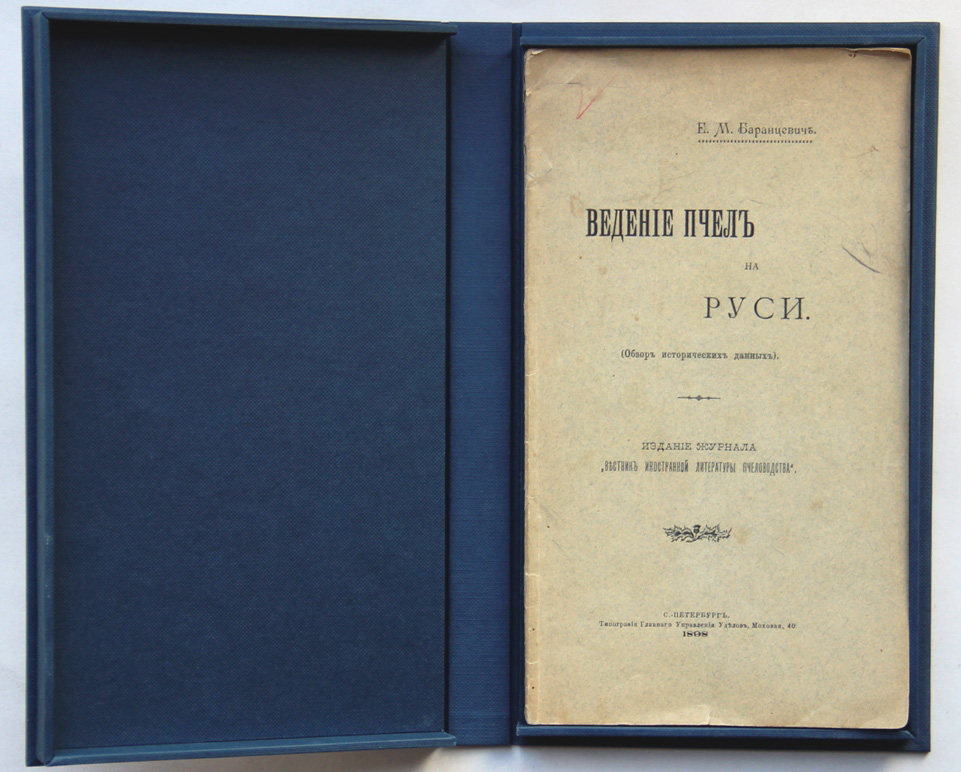 Е. М. Баранцевичъ.
ВЕДЕНІЕ ПЧЕЛЪ
НА
РУСИ.
(Обзоръ историческихъ данныхъ).
ИЗДАНІЕ ЖУРНАЛА
„ВѢСТНИКЪ ИНОСТРАННОЙ ЛИТЕРАТУРЫ ПЧЕЛОВОДСТВА“.
С.-ПЕТЕРБУРГЪ.
Типографія Главнаго Управленія Удѣловъ, Моховая, 40
1898